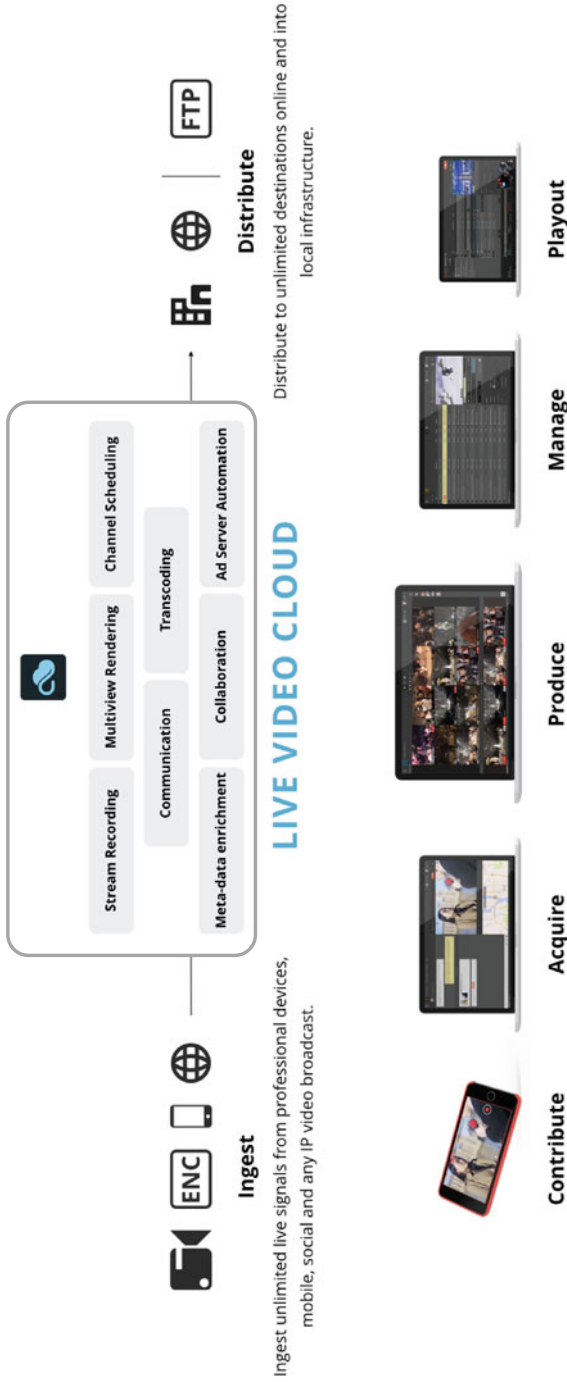 Stream Recording
Multiview Rendering
Channel Scheduling
Communication
Transcoding
Meta-data enrichment
Collaboration
Ad Server Automation
LIVE VIDEO CLOUD
ENC
Ingest
Ingest unlimited live signals from professional devices,
mobile, social and any IP video broadcast.
FTP
Distribute
Distribute to unlimited destinations online and into
local infrastructure.
Contribute
Acquire
Produce
Manage
Playout